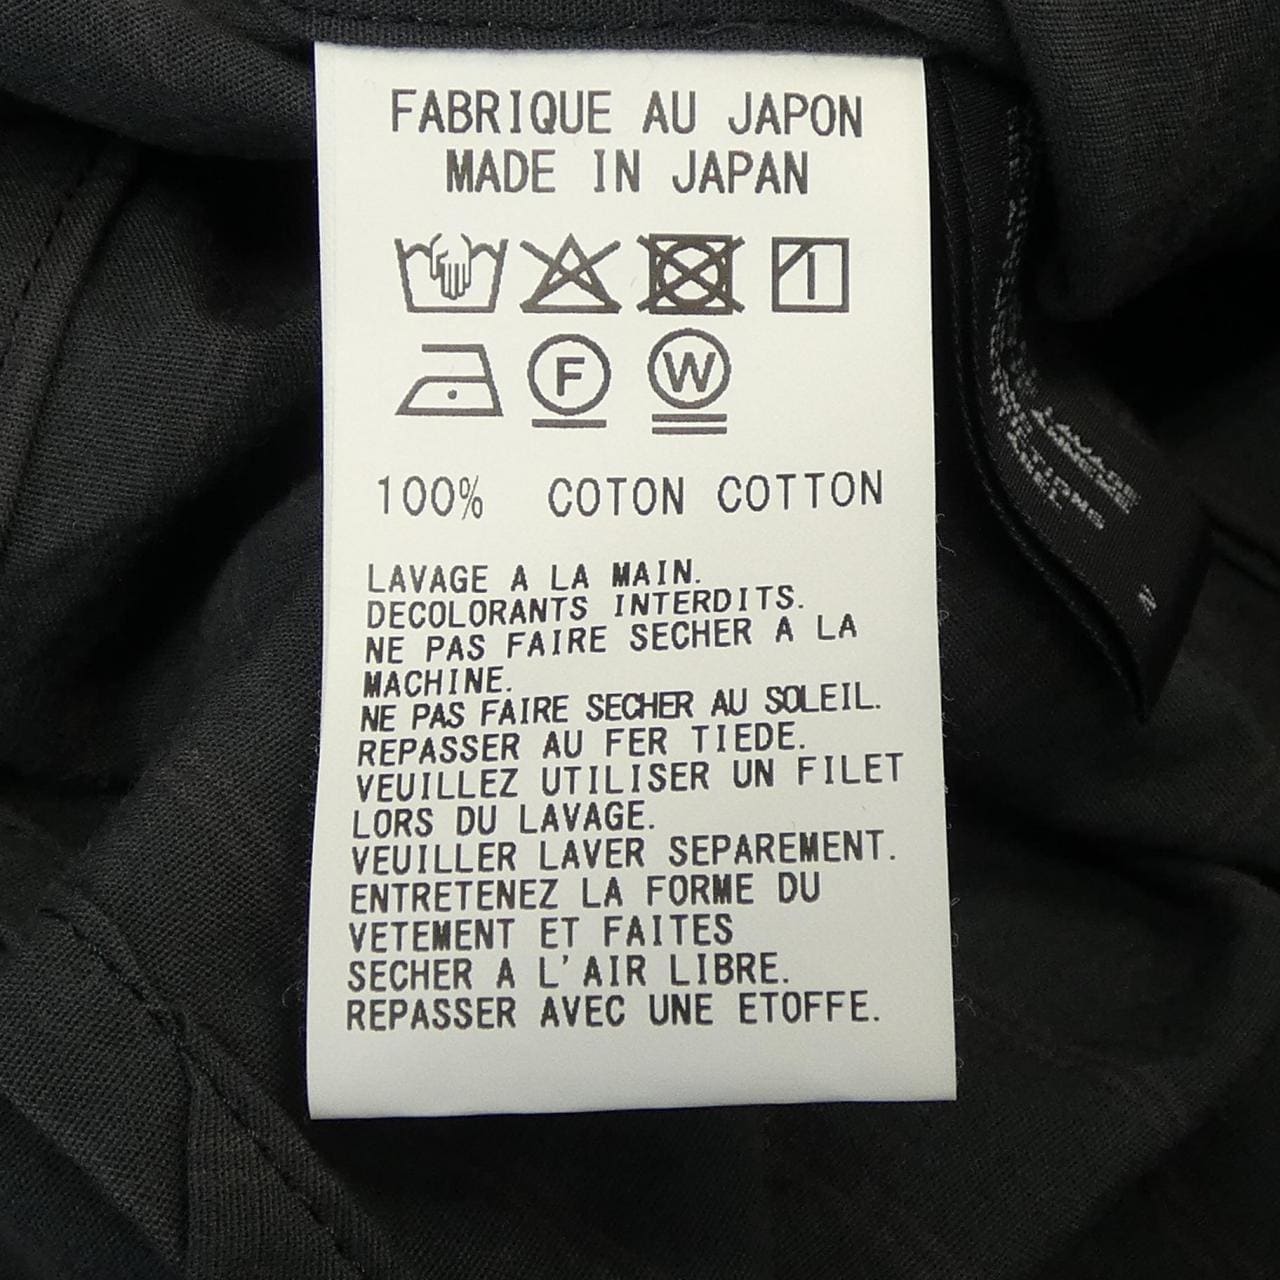 FABRIQUE AU JAPON
MADE IN JAPAN
F W
100% COTON COTTON
LAVAGE A LA MAIN.
DECOLORANTS INTERDITS.
NE PAS FAIRE SECHER A LA
MACHINE.
NE PAS FAIRE SECHER AU SOLEIL.
REPASSER AU FER TIEDE.
VEUILLEZ UTILISER UN FILET
LORS DU LAVAGE.
VEUILLER LAVER SEPAREMENT.
ENTRETENEZ LA FORME DU
VETEMENT ET FAITES
SECHER A L'AIR LIBRE.
REPASSER AVEC UNE ETOFFE.